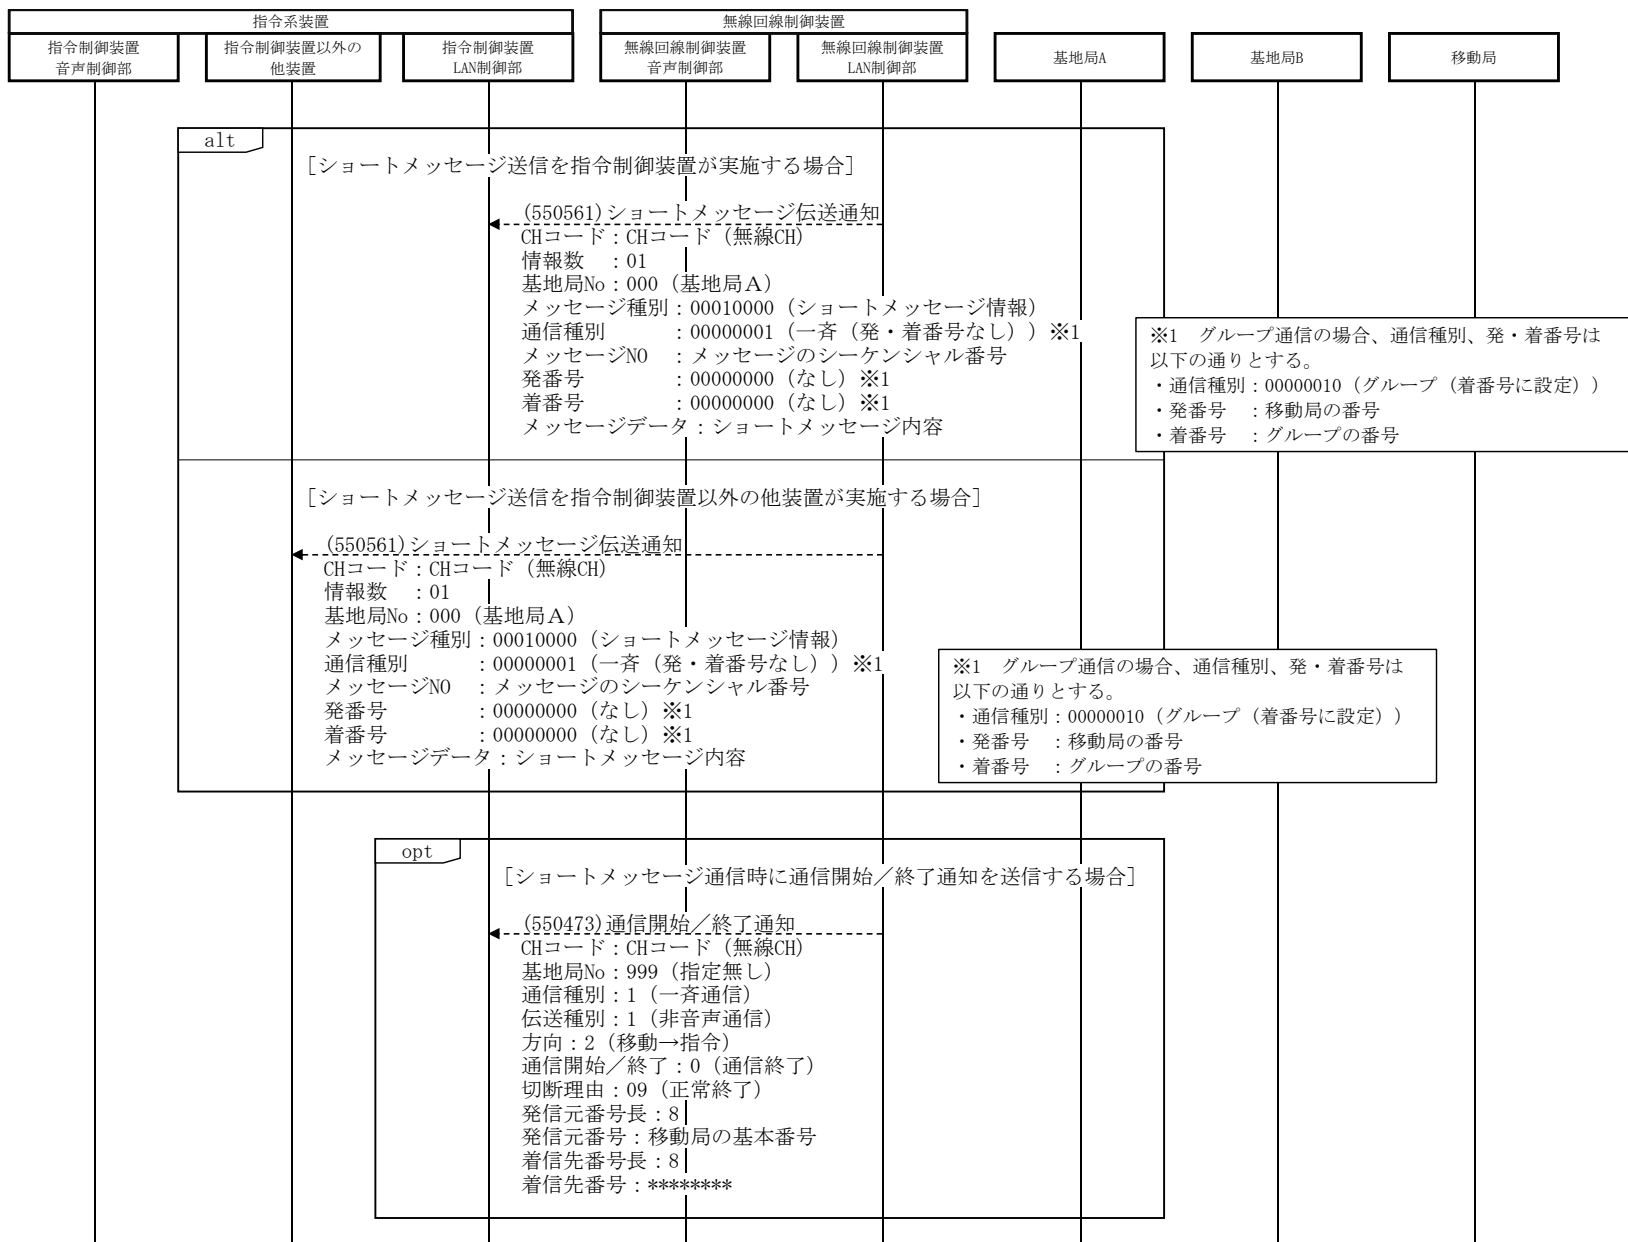 指令系装置
無線回線制御装置
指令制御装置
音声制御部
指令制御装置以外の
他装置
指令制御装置
LAN制御部
無線回線制御装置
音声制御部
無線回線制御装置
LAN制御部
基地局A
基地局B
移動局
alt
[ショートメッセージ送信を指令制御装置が実施する場合]
(550561)ショートメッセージ伝送通知
CHコード：CHコード（無線CH）
情報数　：01
基地局No：000（基地局Ａ）
メッセージ種別：00010000（ショートメッセージ情報）
通信種別　　　：00000001（一斉（発・着番号なし））※1
メッセージNO　：メッセージのシーケンシャル番号
発番号　　　　：00000000（なし）※1
着番号　　　　：00000000（なし）※1
メッセージデータ：ショートメッセージ内容
※1　グループ通信の場合、通信種別、発・着番号は
以下の通りとする。
・通信種別：00000010（グループ（着番号に設定））
・発番号　：移動局の番号
・着番号　：グループの番号
[ショートメッセージ送信を指令制御装置以外の他装置が実施する場合]
(550561)ショートメッセージ伝送通知
CHコード：CHコード（無線CH）
情報数　：01
基地局No：000（基地局Ａ）
メッセージ種別：00010000（ショートメッセージ情報）
通信種別　　　：00000001（一斉（発・着番号なし））※1
メッセージNO　：メッセージのシーケンシャル番号
発番号　　　　：00000000（なし）※1
着番号　　　　：00000000（なし）※1
メッセージデータ：ショートメッセージ内容
※1　グループ通信の場合、通信種別、発・着番号は
以下の通りとする。
・通信種別：00000010（グループ（着番号に設定））
・発番号　：移動局の番号
・着番号　：グループの番号
opt
[ショートメッセージ通信時に通信開始／終了通知を送信する場合]
(550473)通信開始／終了通知
CHコード：CHコード（無線CH）
基地局No：999（指定無し）
通信種別：1（一斉通信）
伝送種別：1（非音声通信）
方向：2（移動→指令）
通信開始／終了：0（通信終了）
切断理由：09（正常終了）
発信元番号長：8
発信元番号：移動局の基本番号
着信先番号長：8
着信先番号：********